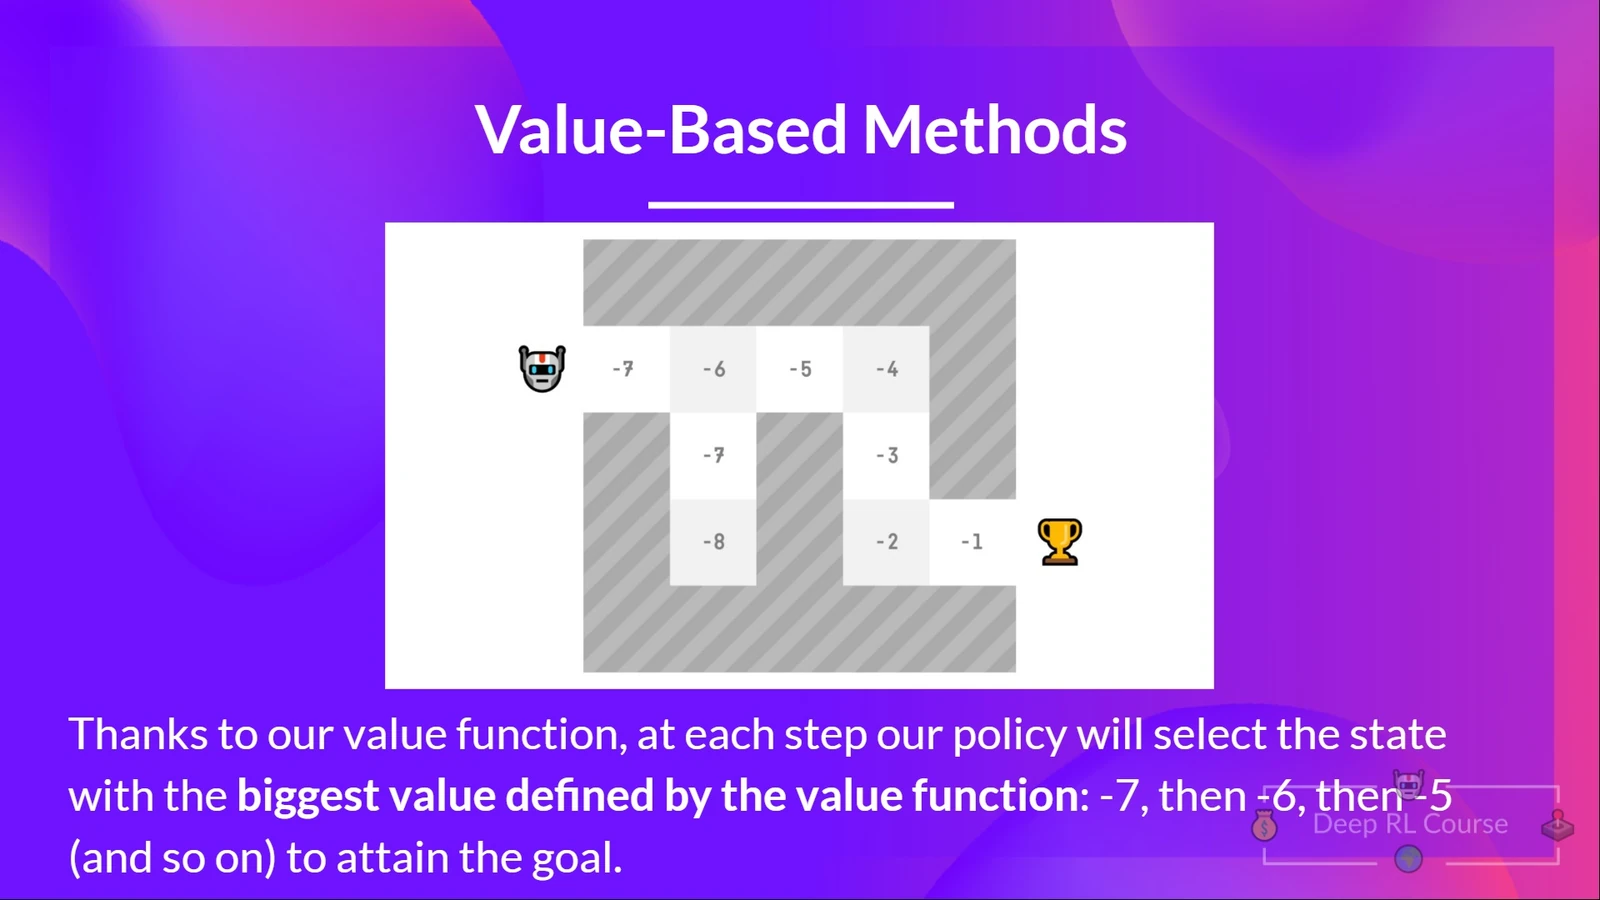 Value-Based Methods
-7 -6 -5 -4
-7 -3
-8 -2 -1
Thanks to our value function, at each step our policy will select the state
with the biggest value defined by the value function: -7, then -6, then -5
(and so on) to attain the goal.
Deep RL Course